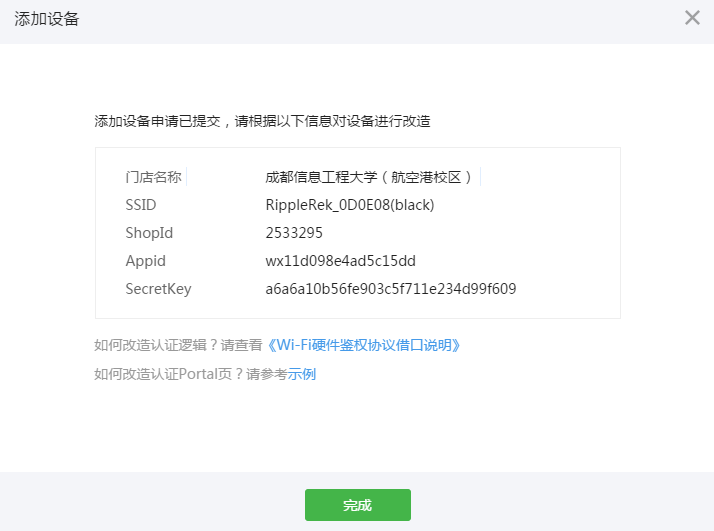 添加设备
添加设备申请已提交，请根据以下信息对设备进行改造
门店名称 成都信息工程大学（航空港校区）
SSID RippleRek_0D0E08(black)
ShopId 2533295
Appid wx11d098e4ad5c15dd
SecretKey a6a6a10b56fe903c5f711e234d99f609
如何改造认证逻辑？请查看《Wi-Fi硬件鉴权协议借口说明》
如何改造认证Portal页？请参考示例
完成